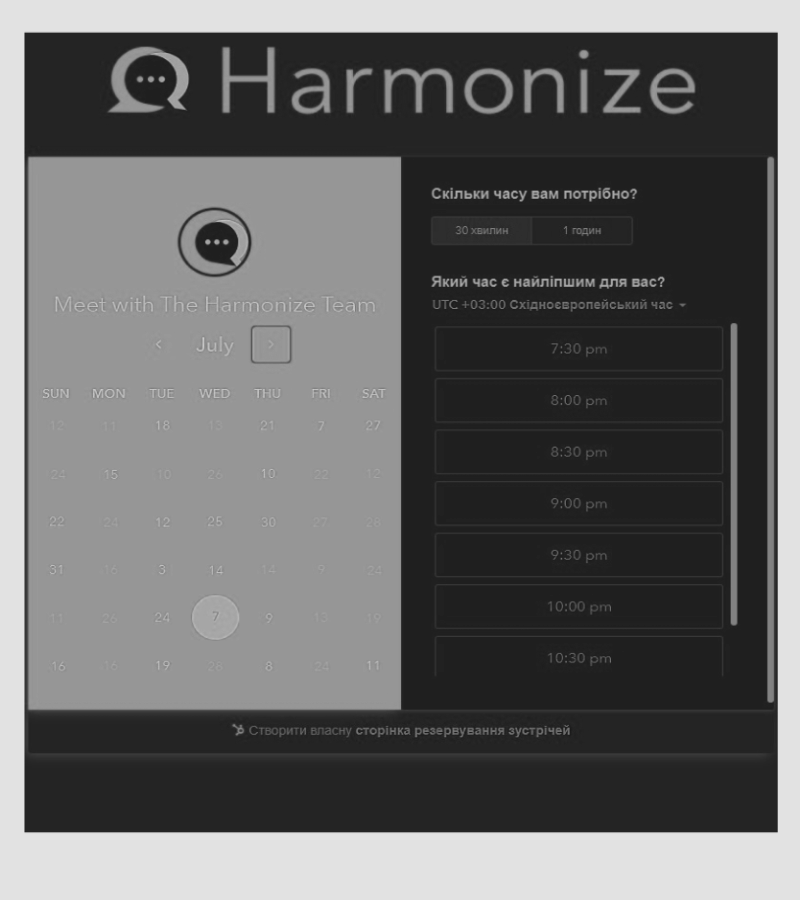 Harmonize
Meet with The Harmonize Team
July
SUN MON TUE WED THU FRI SAT
12 11 18 13 21 7 27
24 15 10 26 10 22 12
22 24 12 25 30 27 26
31 16 3 14 14 9 24
11 26 24 7 9 13 19
16 16 19 26 8 24 11
Скільки часу вам потрібно?
30 хвилин 1 годин
Який час є найліпшим для вас?
UTC +03:00 Східноєвропейський час
7:30 pm
8:00 pm
8:30 pm
9:00 pm
9:30 pm
10:00 pm
10:30 pm
Створити власну сторінка резервування зустрічей